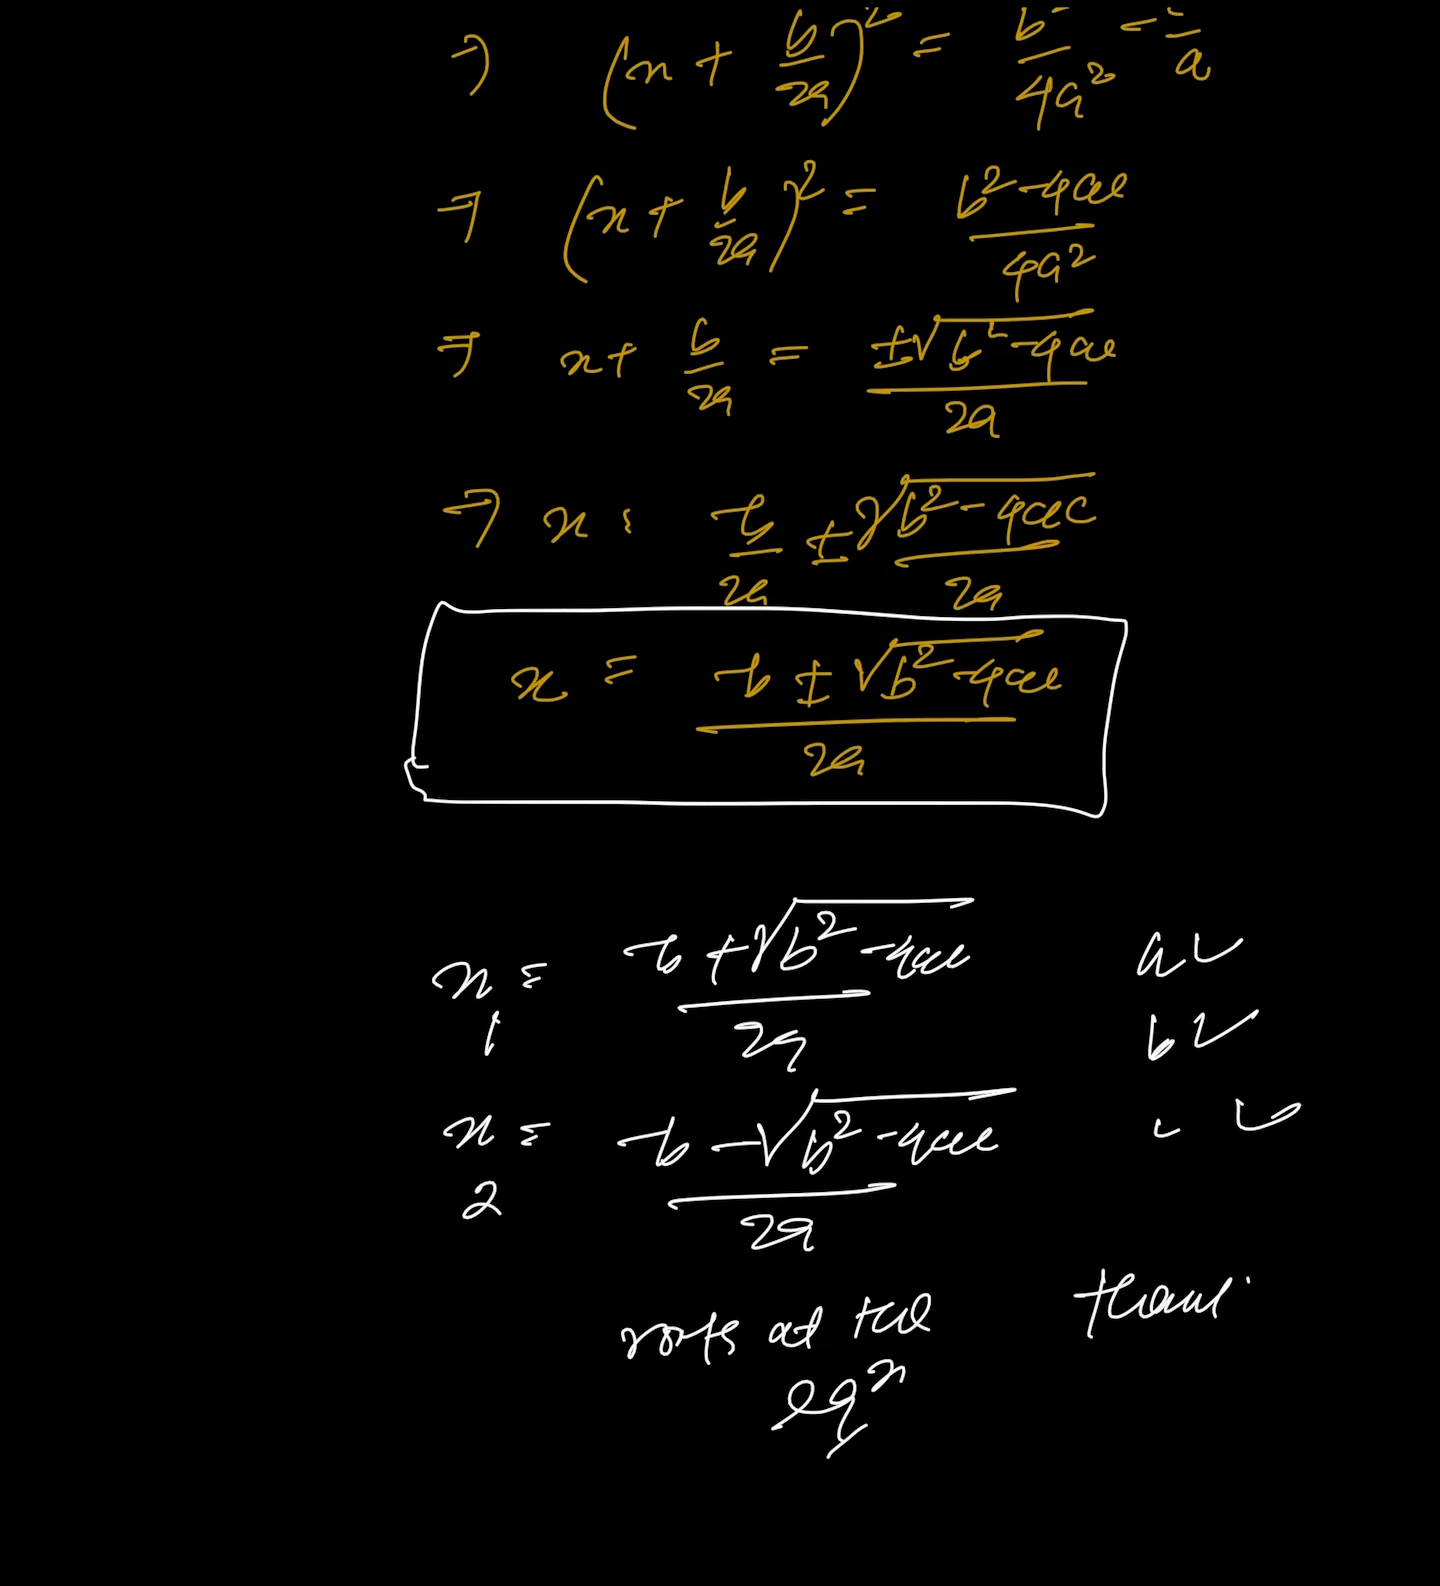 ⇒ (x + b/2a)² = b²/4a² - c/a
⇒ (x + b/2a)² = b²-4ac/4a²
⇒ x + b/2a = ±√b²-4ac/2a
⇒ x = -b/2a ± √b²-4ac/2a
x = -b ± √b²-4ac/2a
x₁ = -b + √b²-4ac/2a
a ✓
b ✓
x₂ = -b - √b²-4ac/2a
c ✓
roots of the
eqⁿ